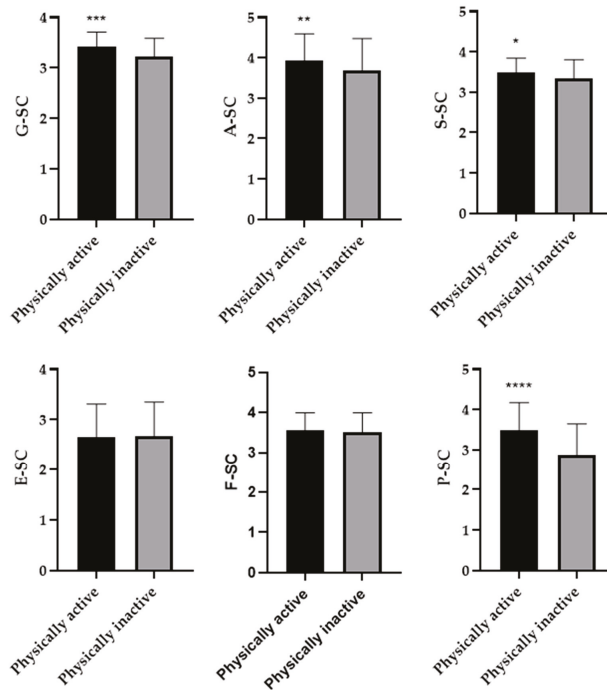 4
***
3
2
1
0
G-SC
Physically active
Physically inactive
5
**
4
3
2
1
0
A-SC
Physically active
Physically inactive
5
*
4
3
2
1
0
S-SC
Physically active
Physically inactive
4
3
2
1
0
E-SC
Physically active
Physically inactive
5
4
3
2
1
0
F-SC
Physically active
Physically inactive
5
****
4
3
2
1
0
P-SC
Physically active
Physically inactive